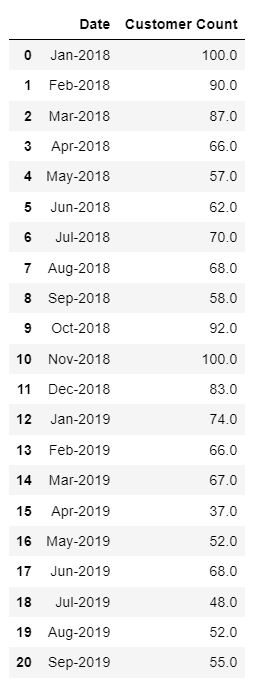 Date Customer Count
0 Jan-2018 100.0
1 Feb-2018 90.0
2 Mar-2018 87.0
3 Apr-2018 66.0
4 May-2018 57.0
5 Jun-2018 62.0
6 Jul-2018 70.0
7 Aug-2018 68.0
8 Sep-2018 58.0
9 Oct-2018 92.0
10 Nov-2018 100.0
11 Dec-2018 83.0
12 Jan-2019 74.0
13 Feb-2019 66.0
14 Mar-2019 67.0
15 Apr-2019 37.0
16 May-2019 52.0
17 Jun-2019 68.0
18 Jul-2019 48.0
19 Aug-2019 52.0
20 Sep-2019 55.0